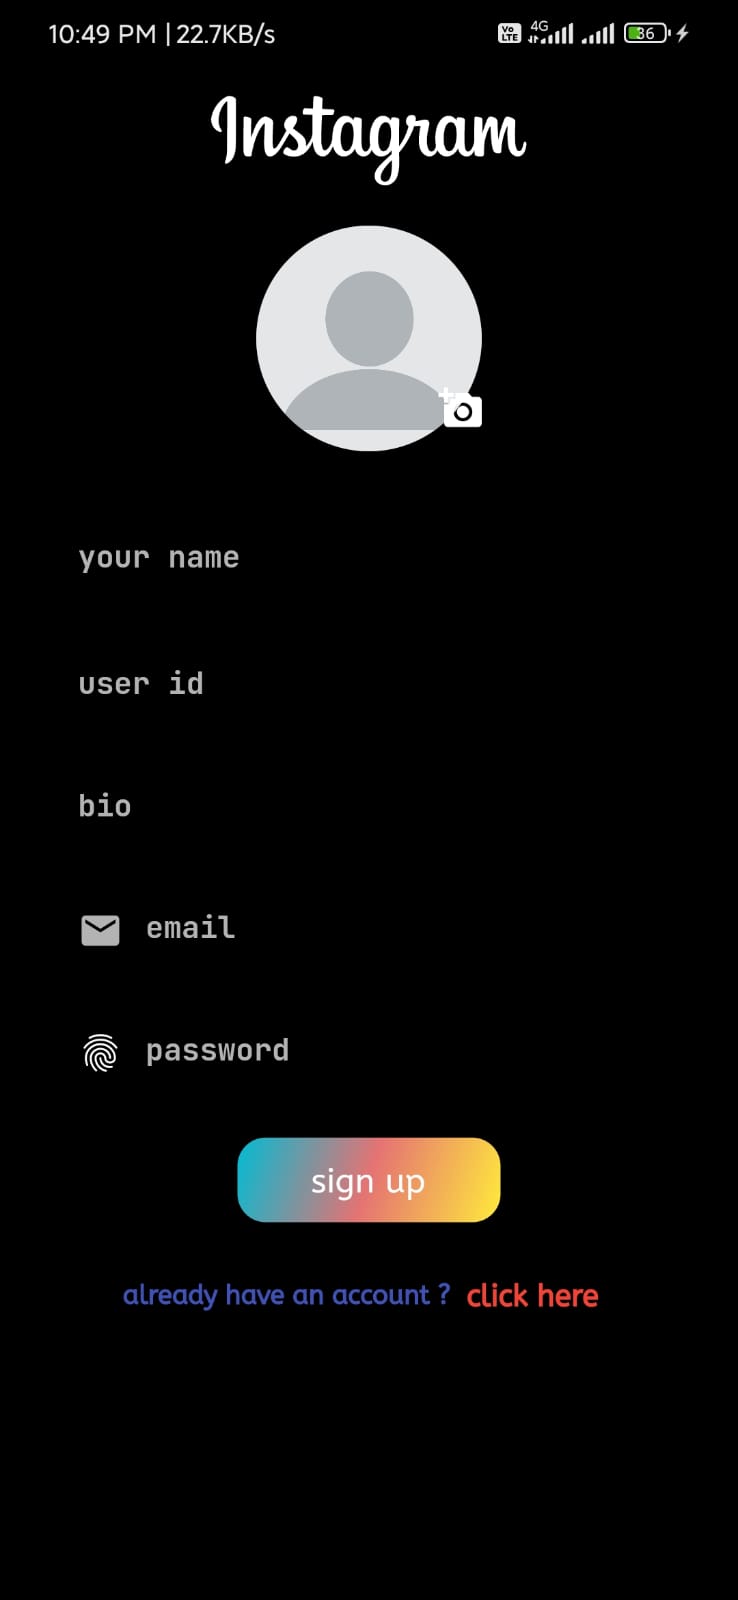 10:49 PM | 22.7KB/s Vo LTE 4G 36
Instagram
your name
user id
bio
email
password
sign up
already have an account ? click here